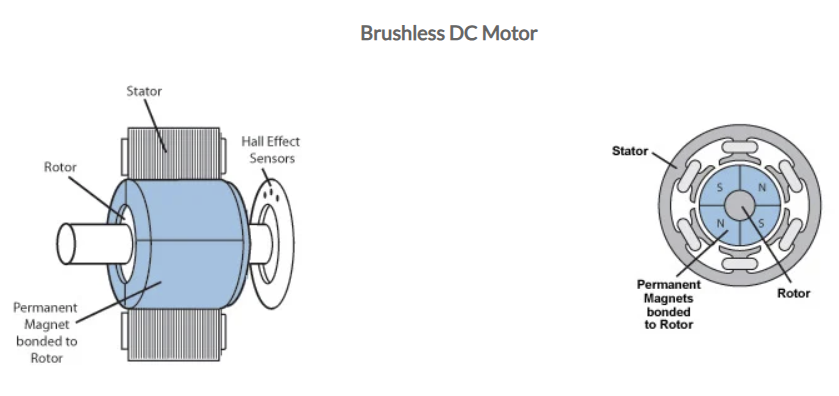 Brushless DC Motor
Stator
Hall Effect
Sensors
Rotor
Permanent
Magnet
bonded to
Rotor
Stator
S
N
N
S
Permanent
Magnets
bonded
to Rotor
Rotor